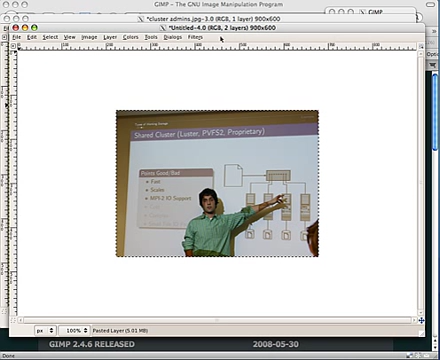 GIMP - The GNU Image Manipulation Program
*cluster admins.jpg-3.0 (RGB, 1 layer) 900x600
GIMP
*Untitled-4.0 (RGB, 2 layers) 900x600
File Edit Select View Image Layer Colors Tools Dialogs Filters
Shared Cluster (Luster, PVFS2, Proprietary)
Points Good/Bad
Fast
Scales
MPI-2 IO Support
px 100% Pasted Layer (5.01 MB)
GIMP 2.4.6 RELEASED 2008-05-30
Done